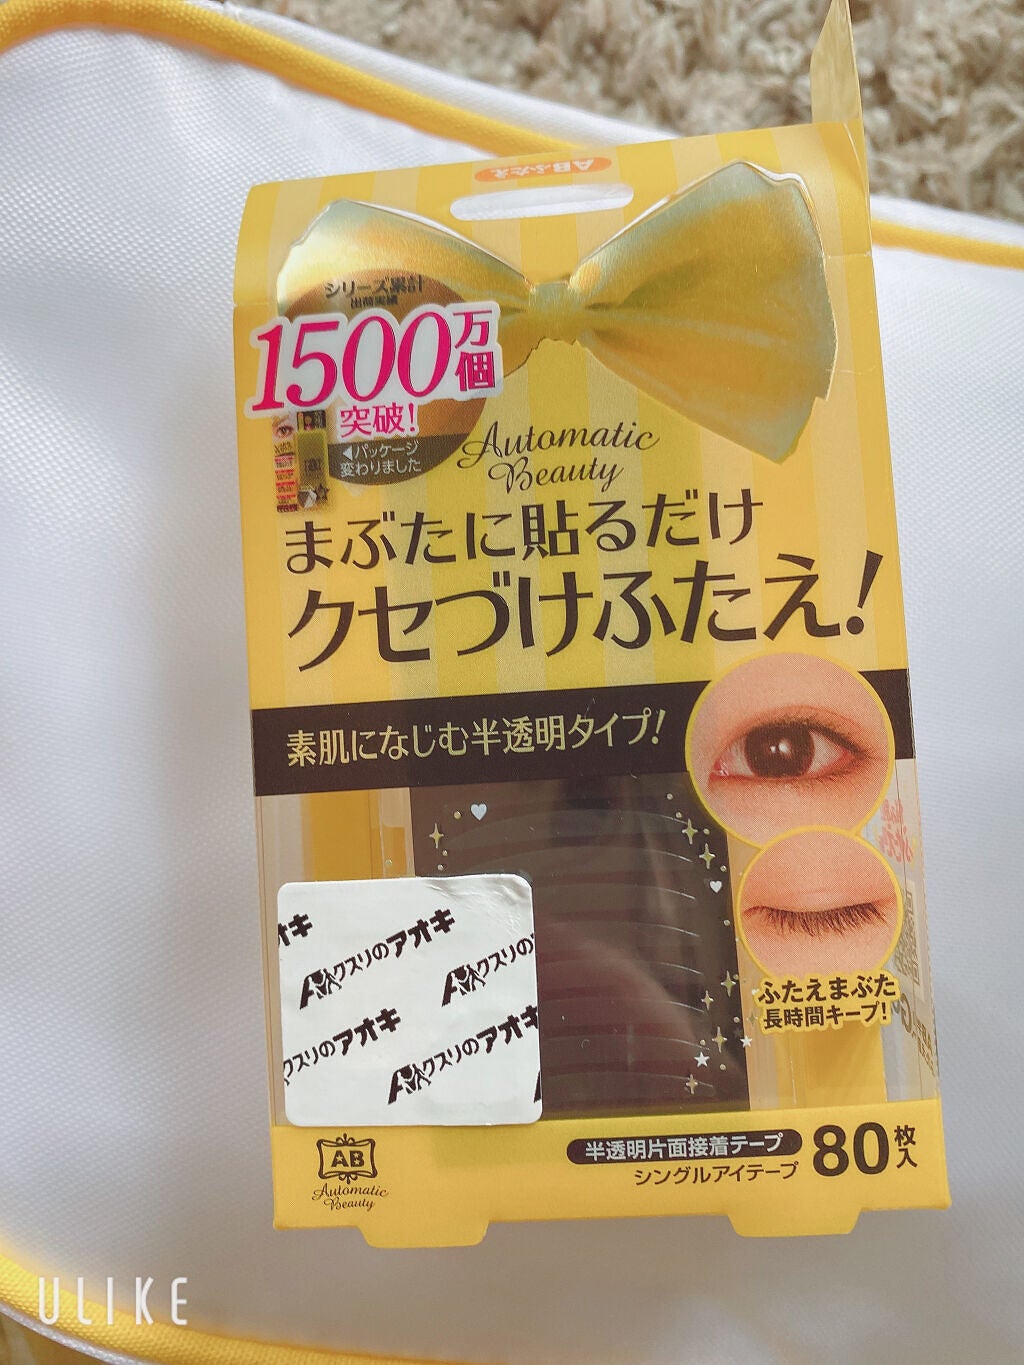 ABふたえ
シリーズ累計
出荷実績
1500万個
突破!
◀パッケージ
変わりました
Automatic
Beauty
まぶたに貼るだけ
クセづけふたえ!
素肌になじむ半透明タイプ!
クスリのアオキ
クスリのアオキ
クスリのアオキ
クスリのアオキ
ふたえまぶた
長時間キープ!
半透明片面接着テープ
シングルアイテープ
80枚入
AB
Automatic
Beauty
ULIKE